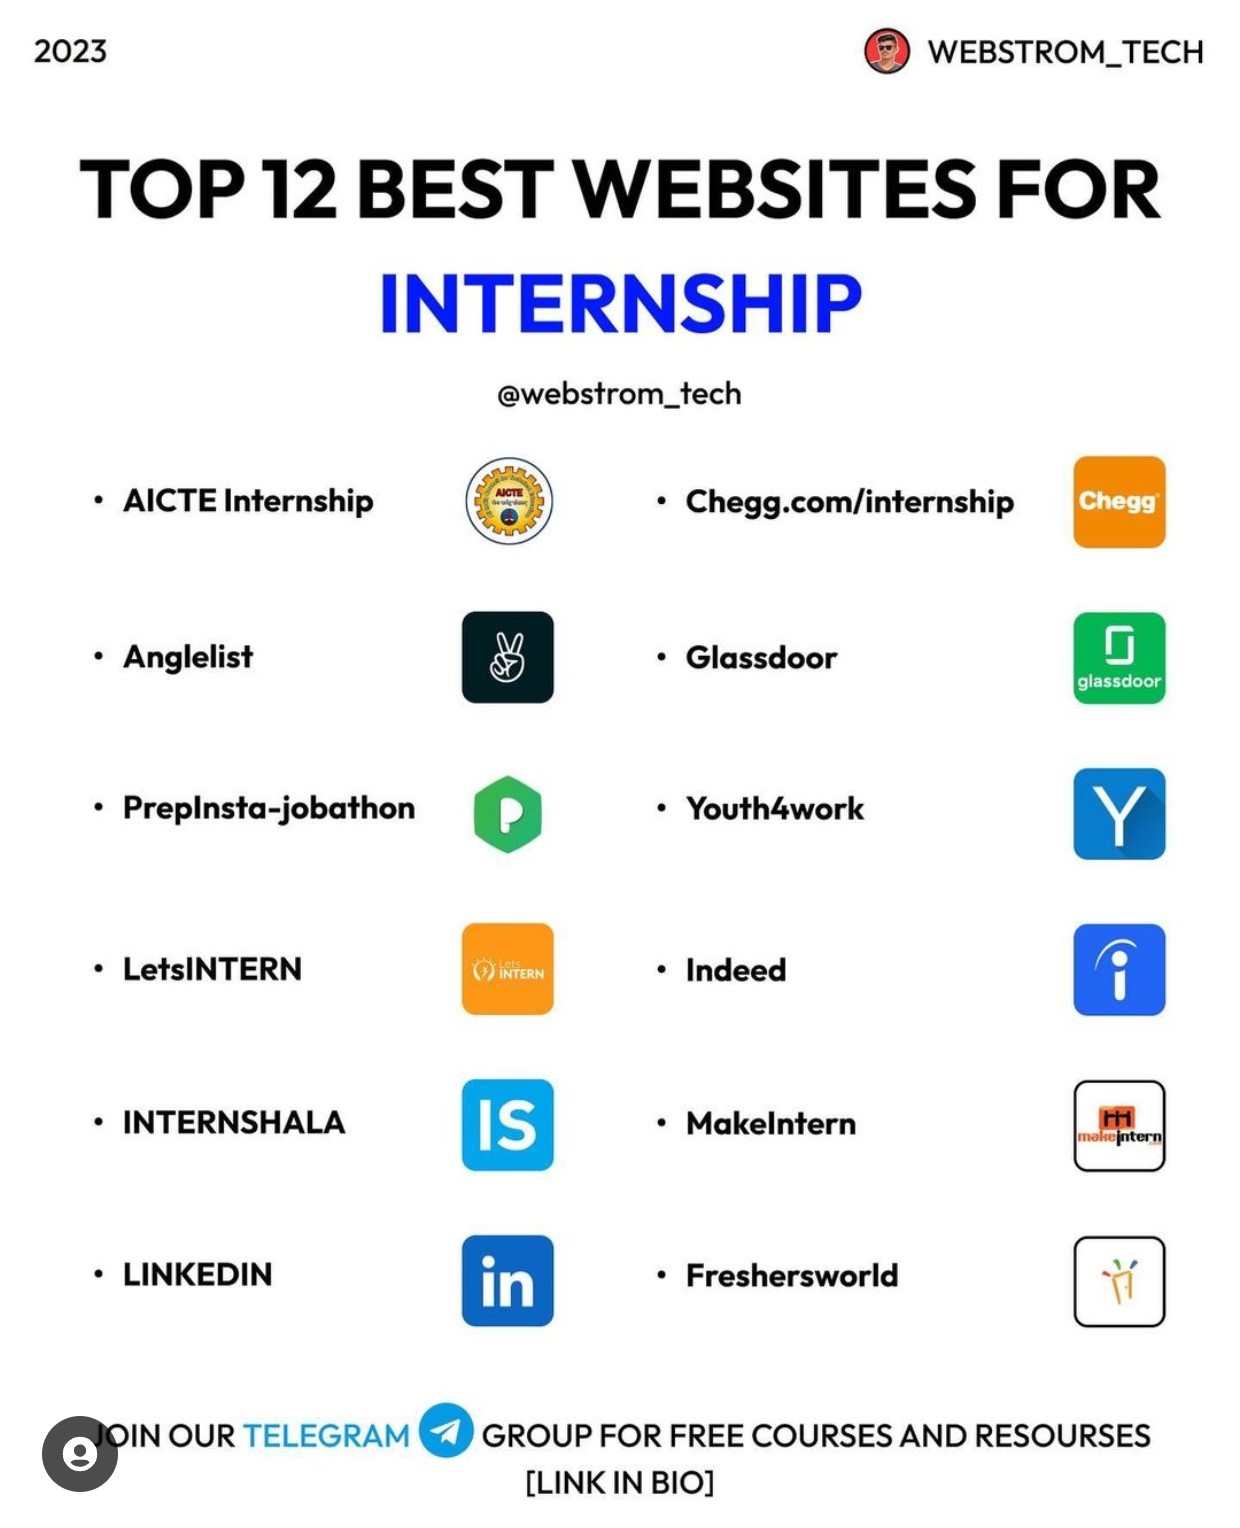 2023
WEBSTROM_TECH
TOP 12 BEST WEBSITES FOR
INTERNSHIP
@webstrom_tech
• AICTE Internship
AICTE
• Chegg.com/internship
Chegg
• Anglelist
• Glassdoor
glassdoor
• PrepInsta-jobathon
P
• Youth4work
Y
• LetsINTERN
Lets
INTERN
• Indeed
i
• INTERNSHALA
IS
• MakeIntern
makeintern
• LINKEDIN
in
• Freshersworld
JOIN OUR TELEGRAM GROUP FOR FREE COURSES AND RESOURSES
[LINK IN BIO]